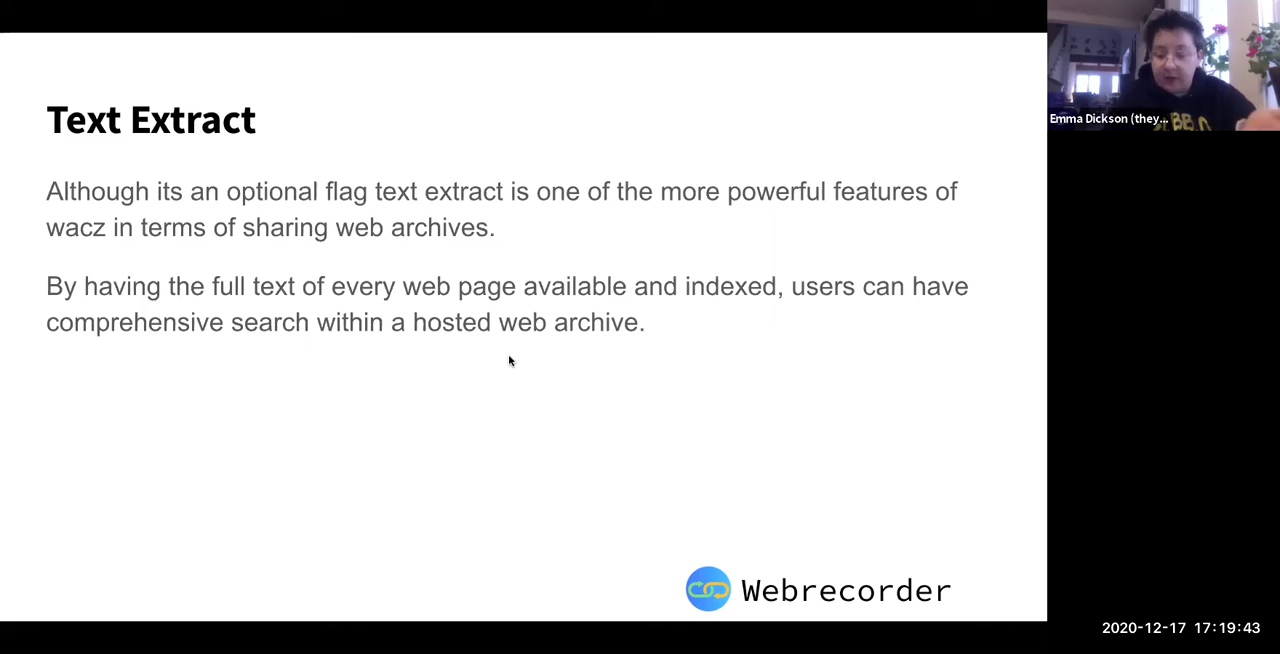 Text Extract
Although its an optional flag text extract is one of the more powerful features of
wacz in terms of sharing web archives.
By having the full text of every web page available and indexed, users can have
comprehensive search within a hosted web archive.
Webrecorder
Emma Dickson (they...
2020-12-17 17:19:43